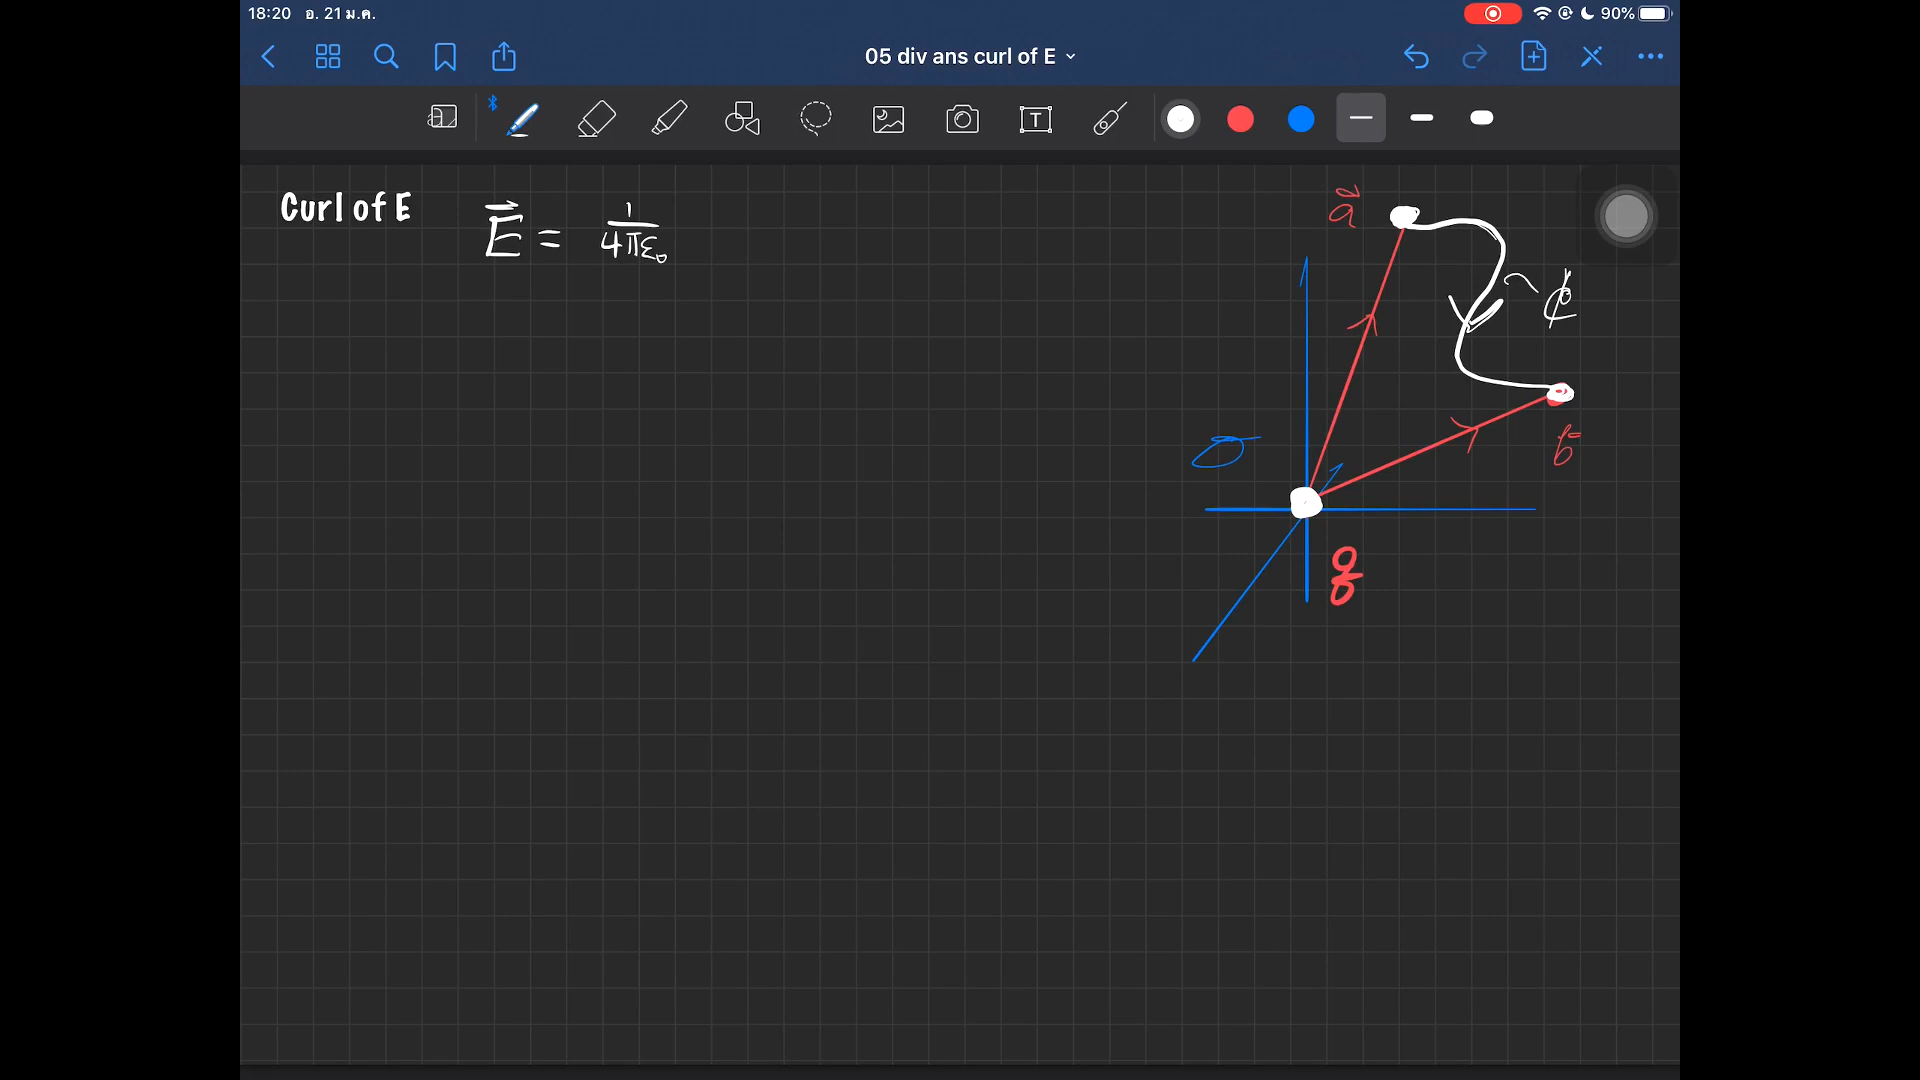 18:20 อ. 21 ม.ค. 90%
05 div ans curl of E
T
Curl of E
E⃗ = 1/4πε₀
a⃗
b
q